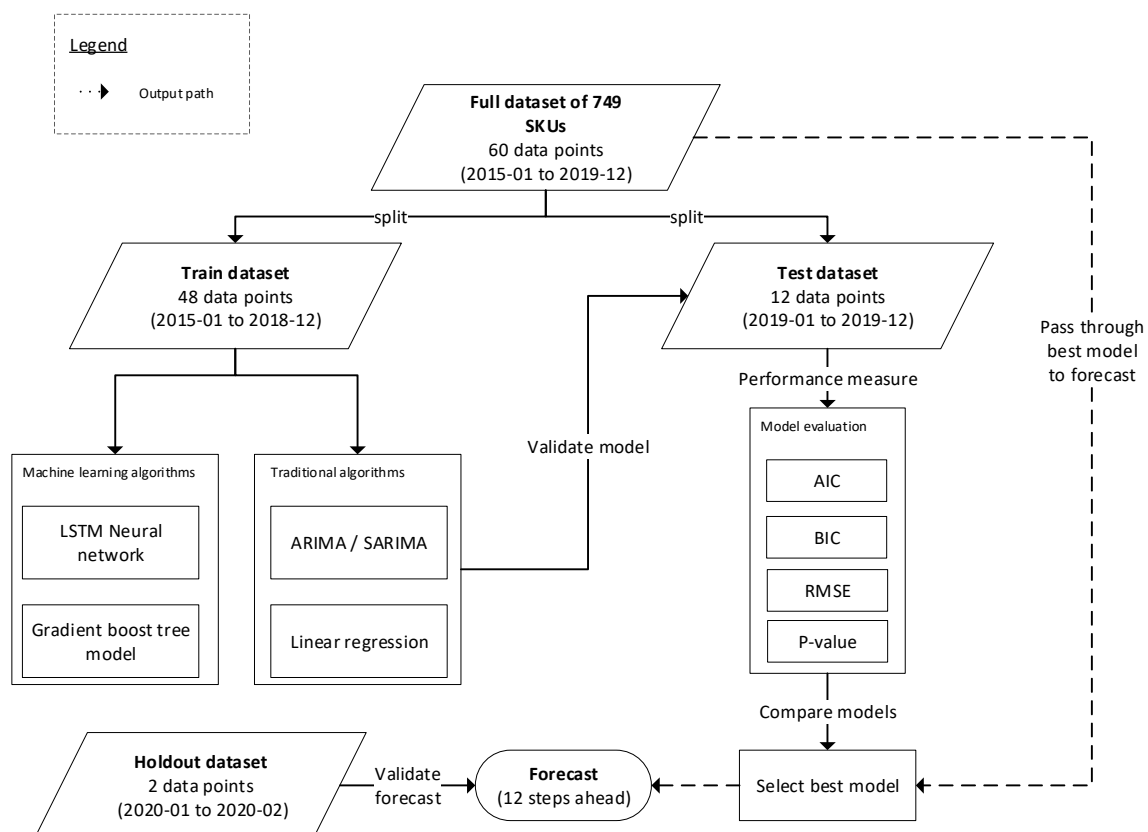 Legend
Output path
Full dataset of 749
SKUs
60 data points
(2015-01 to 2019-12)
split
split
Train dataset
48 data points
(2015-01 to 2018-12)
Test dataset
12 data points
(2019-01 to 2019-12)
Pass through
best model
to forecast
Performance measure
Validate model
Machine learning algorithms
LSTM Neural
network
Gradient boost tree
model
Traditional algorithms
ARIMA / SARIMA
Linear regression
Model evaluation
AIC
BIC
RMSE
P-value
Compare models
Holdout dataset
2 data points
(2020-01 to 2020-02)
Validate
forecast
Forecast
(12 steps ahead)
Select best model